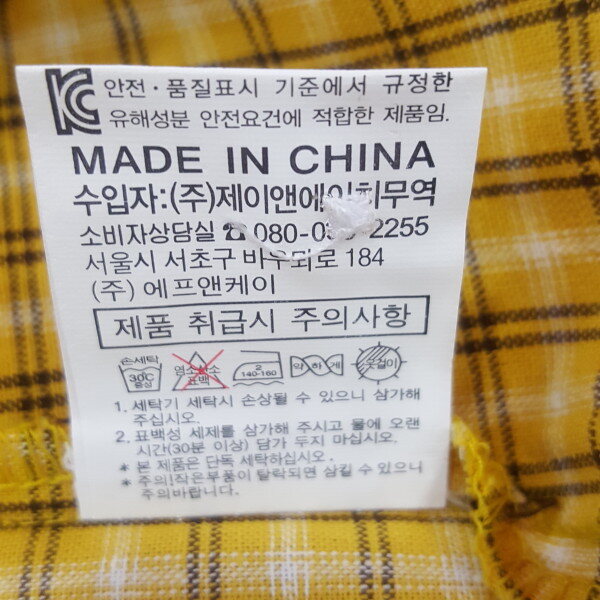 KC 안전·품질표시 기준에서 규정한
유해성분 안전요건에 적합한 제품임.
MADE IN CHINA
수입자:(주)제이앤에이치무역
소비자상담실 ☎ 2255
서울시 서초구 바우뫼로 184
(주) 에프앤케이
제품 취급시 주의사항
손세탁 30℃ 중성
표백
2 140-160
약하게
옷걸이
1. 세탁기 세탁시 손상될 수 있으니 삼가해
주십시오.
2. 표백성 세제를 삼가해 주시고 물에 오랜
시간(30분 이상) 담가 두지 마십시오.
* 본 제품은 단독 세탁하십시오.
* 주의!작은부품이 탈락되면 삼킬 수 있으니
주의바랍니다.